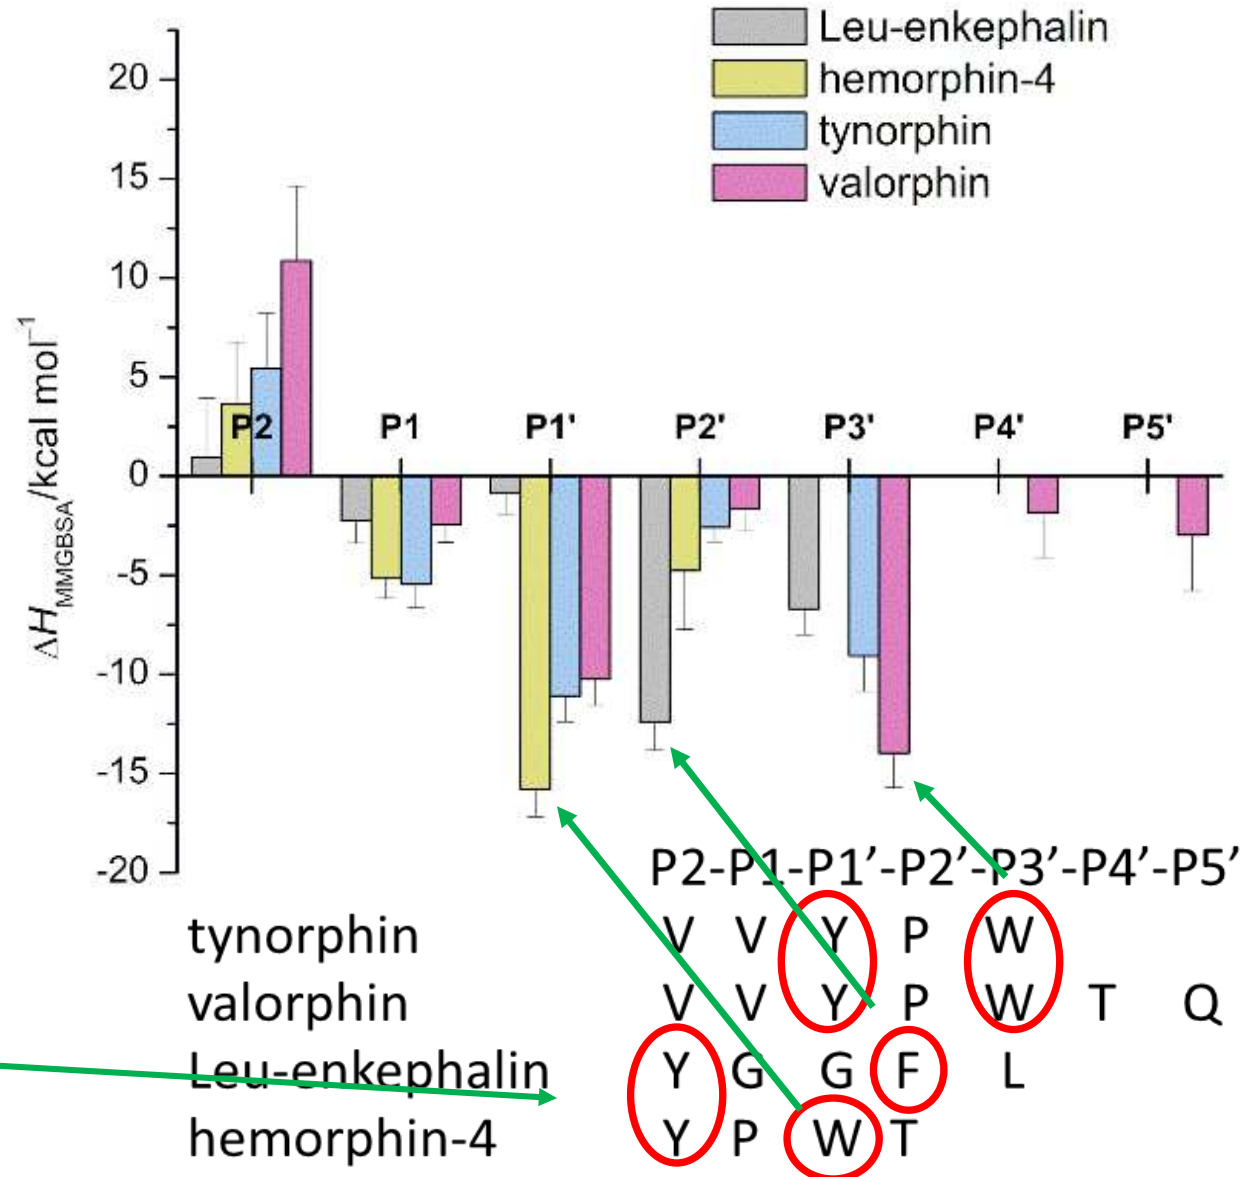 Leu-enkephalin
hemorphin-4
tynorphin
valorphin
20
15
10
5
0
-5
-10
-15
-20
ΔH_MMGBSA/kcal mol⁻¹
P2 P1 P1' P2' P3' P4' P5'
P2-P1-P1’-P2’-P3’-P4’-P5’
tynorphin V V Y P W
valorphin V V Y P W T Q
Leu-enkephalin Y G G F L
hemorphin-4 Y P W T